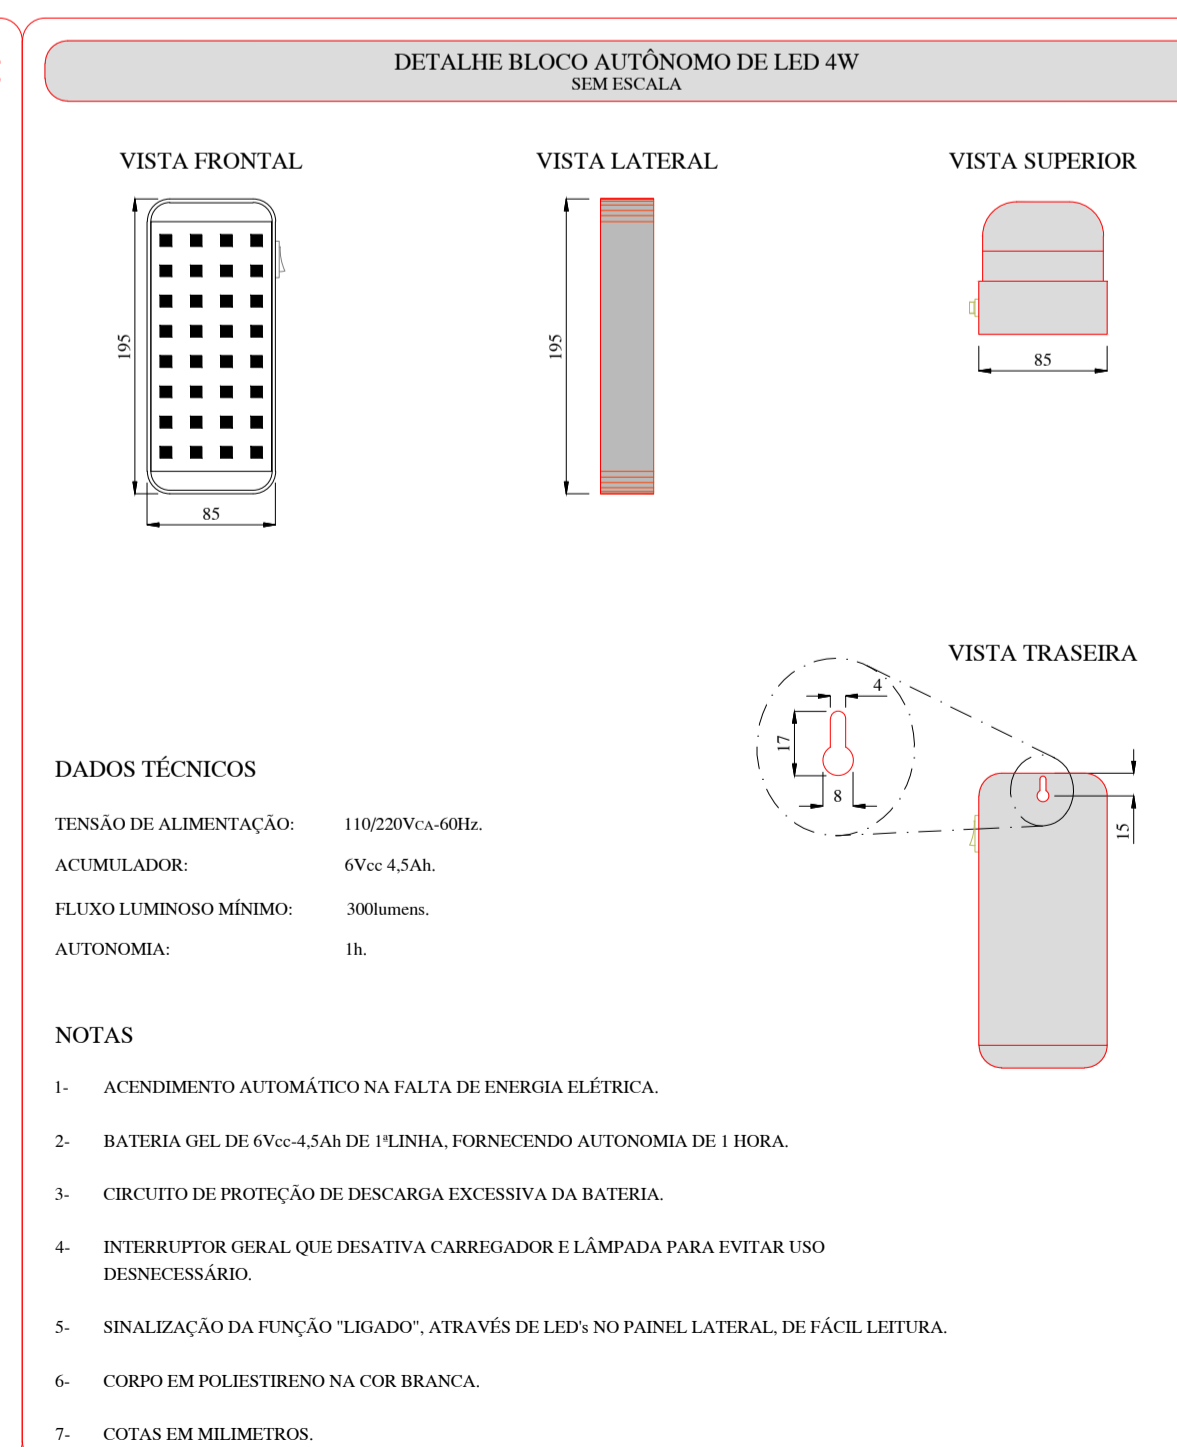 DETALHE BLOCO AUTÔNOMO DE LED 4W
SEM ESCALA
VISTA FRONTAL
VISTA LATERAL
VISTA SUPERIOR
195
85
195
85
VISTA TRASEIRA
4
17
8
15
DADOS TÉCNICOS
TENSÃO DE ALIMENTAÇÃO: 110/220VCA-60Hz.
ACUMULADOR: 6Vcc 4,5Ah.
FLUXO LUMINOSO MÍNIMO: 300lumens.
AUTONOMIA: 1h.
NOTAS
1- ACENDIMENTO AUTOMÁTICO NA FALTA DE ENERGIA ELÉTRICA.
2- BATERIA GEL DE 6Vcc-4,5Ah DE 1ªLINHA, FORNECENDO AUTONOMIA DE 1 HORA.
3- CIRCUITO DE PROTEÇÃO DE DESCARGA EXCESSIVA DA BATERIA.
4- INTERRUPTOR GERAL QUE DESATIVA CARREGADOR E LÂMPADA PARA EVITAR USO
DESNECESSÁRIO.
5- SINALIZAÇÃO DA FUNÇÃO "LIGADO", ATRAVÉS DE LED's NO PAINEL LATERAL, DE FÁCIL LEITURA.
6- CORPO EM POLIESTIRENO NA COR BRANCA.
7- COTAS EM MILIMETROS.